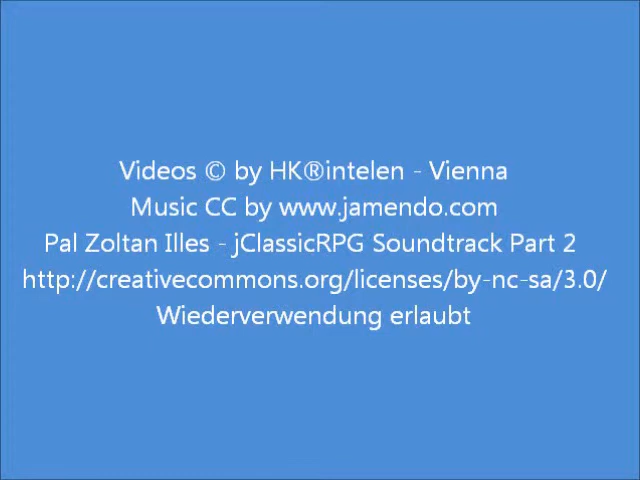 Videos © by HK®intelen - Vienna
Music CC by www.jamendo.com
Pal Zoltan Illes - jClassicRPG Soundtrack Part 2
http://creativecommons.org/licenses/by-nc-sa/3.0/
Wiederverwendung erlaubt